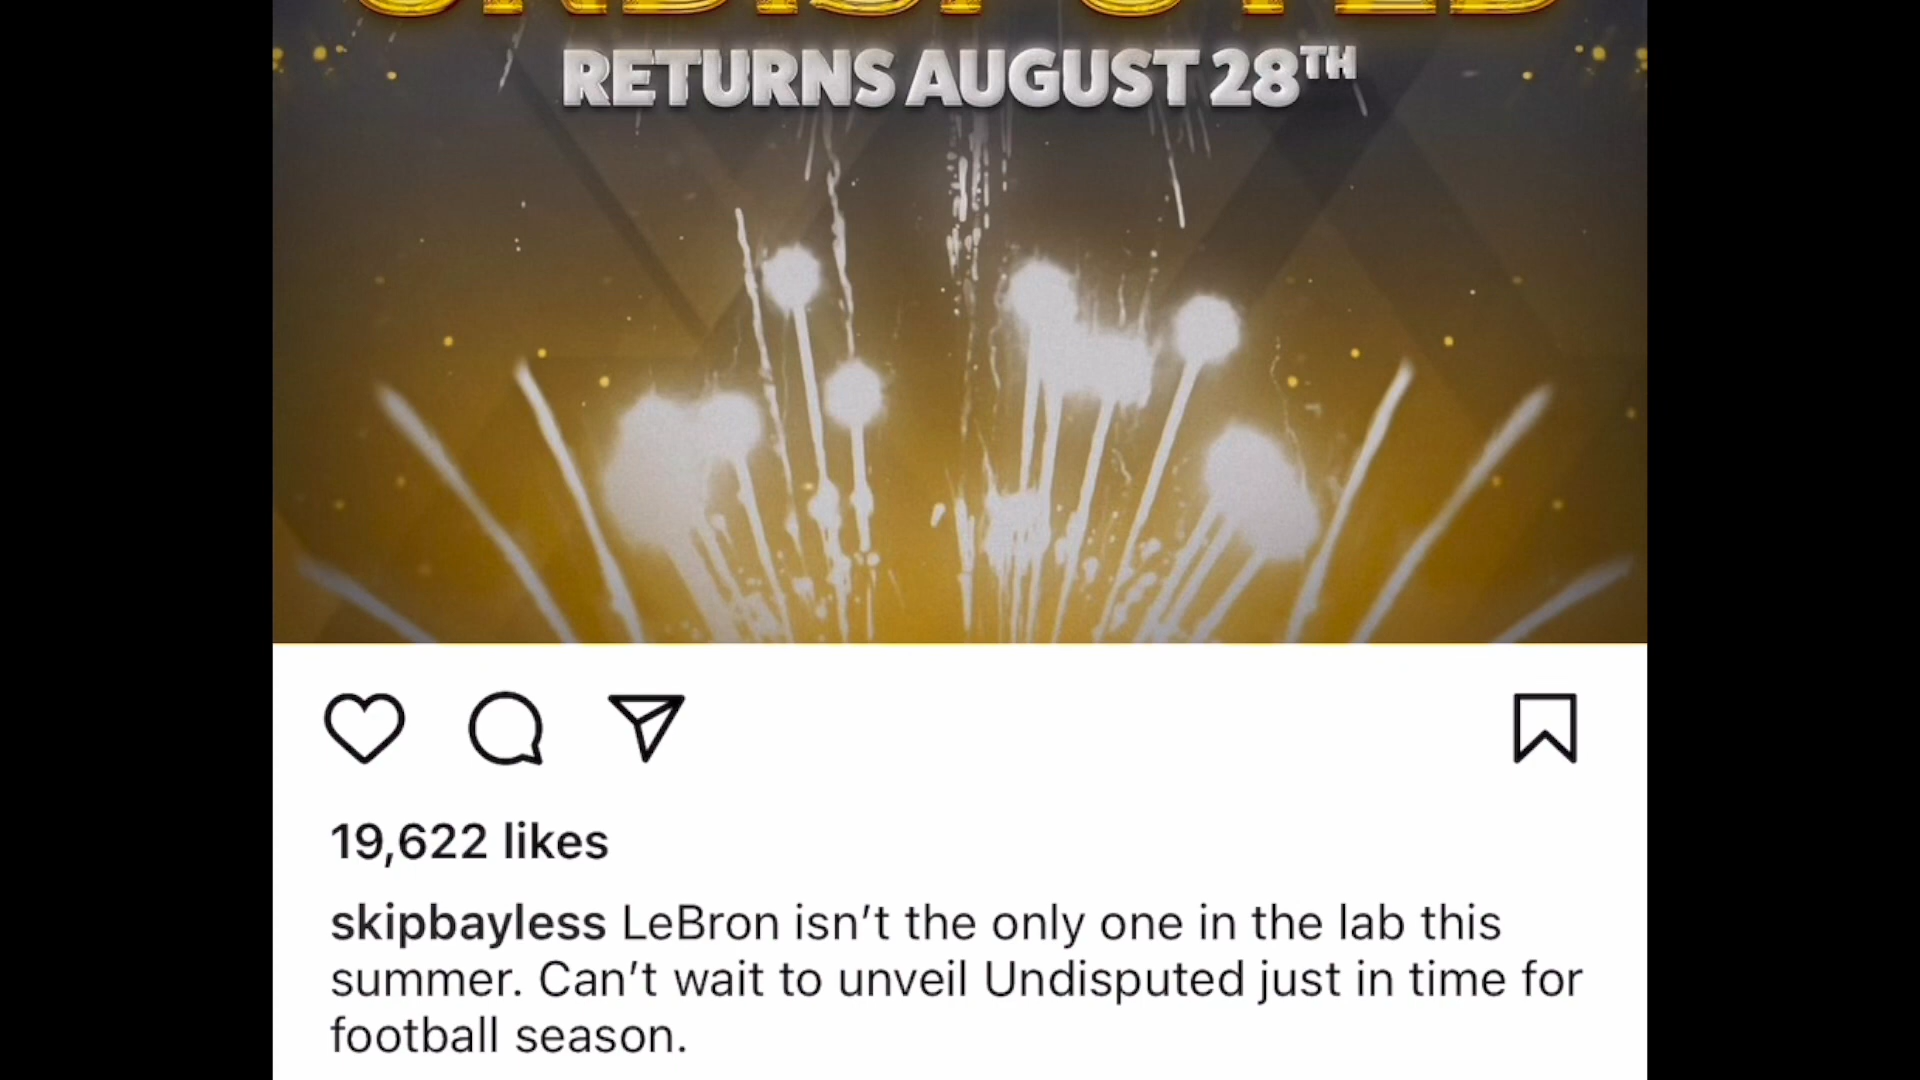 UNDISPUTED
RETURNS AUGUST 28TH
19,622 likes
skipbayless LeBron isn't the only one in the lab this
summer. Can't wait to unveil Undisputed just in time for
football season.